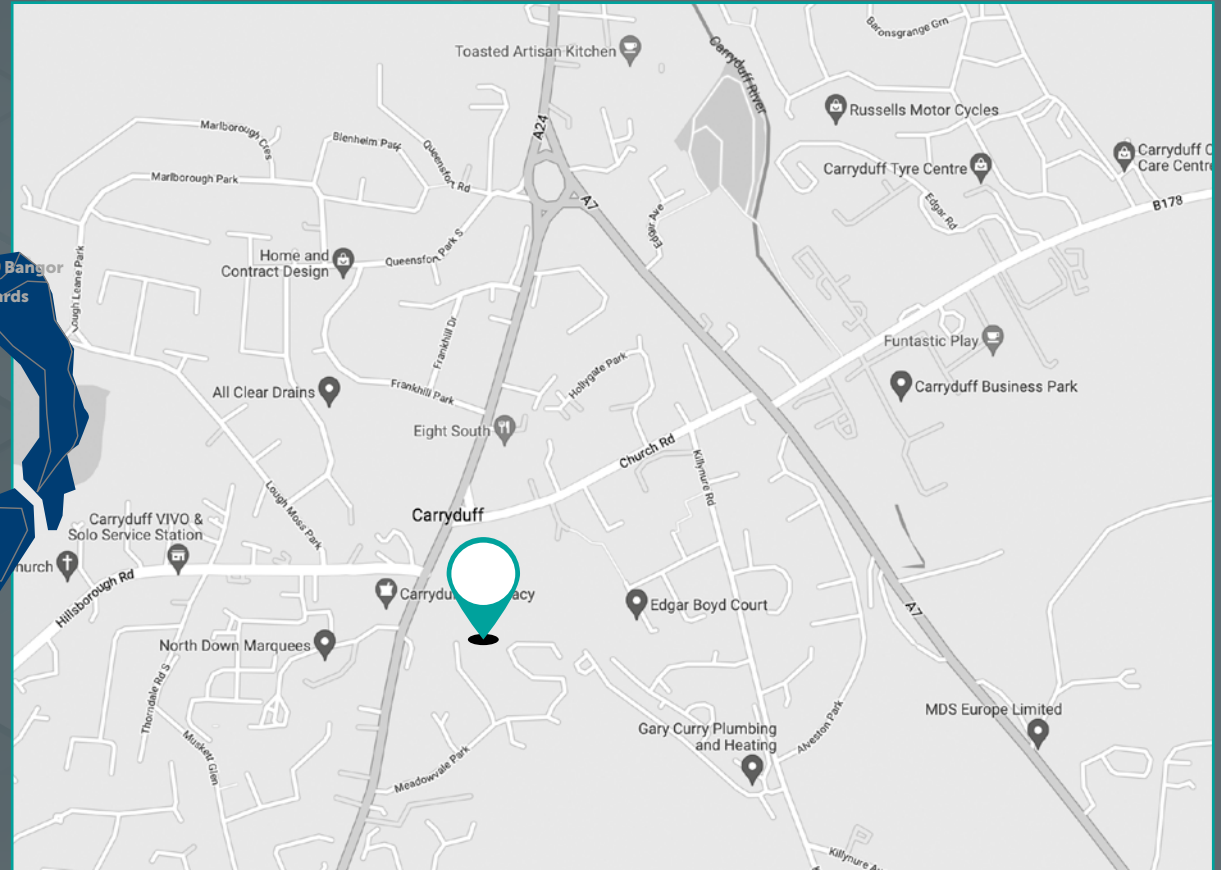 Baronsgrange Grn
Toasted Artisan Kitchen
Carryduff River
Russells Motor Cycles
A24
Marlborough Cres
Blenheim Park
Queensfort Rd
Carryduff Tyre Centre
Carryduff
Care Centre
Marlborough Park
A7
B178
Edgar Rd
Edgar Ave
Home and
Contract Design
Queensfort Park S
Bangor
ards
Lough Leane Park
Frankhill Dr
Funtastic Play
Hollygate Park
All Clear Drains
Frankhill Park
Carryduff Business Park
Eight South
Church Rd
Killynure Rd
Lough Moss Park
Carryduff
Carryduff VIVO &
Solo Service Station
hurch
Hillsborough Rd
Carrydu
acy
Edgar Boyd Court
A7
North Down Marquees
Thorndale Rd S
Muskett Glen
Meadowvale Park
Gary Curry Plumbing
and Heating
Alveston Park
MDS Europe Limited
Killynure